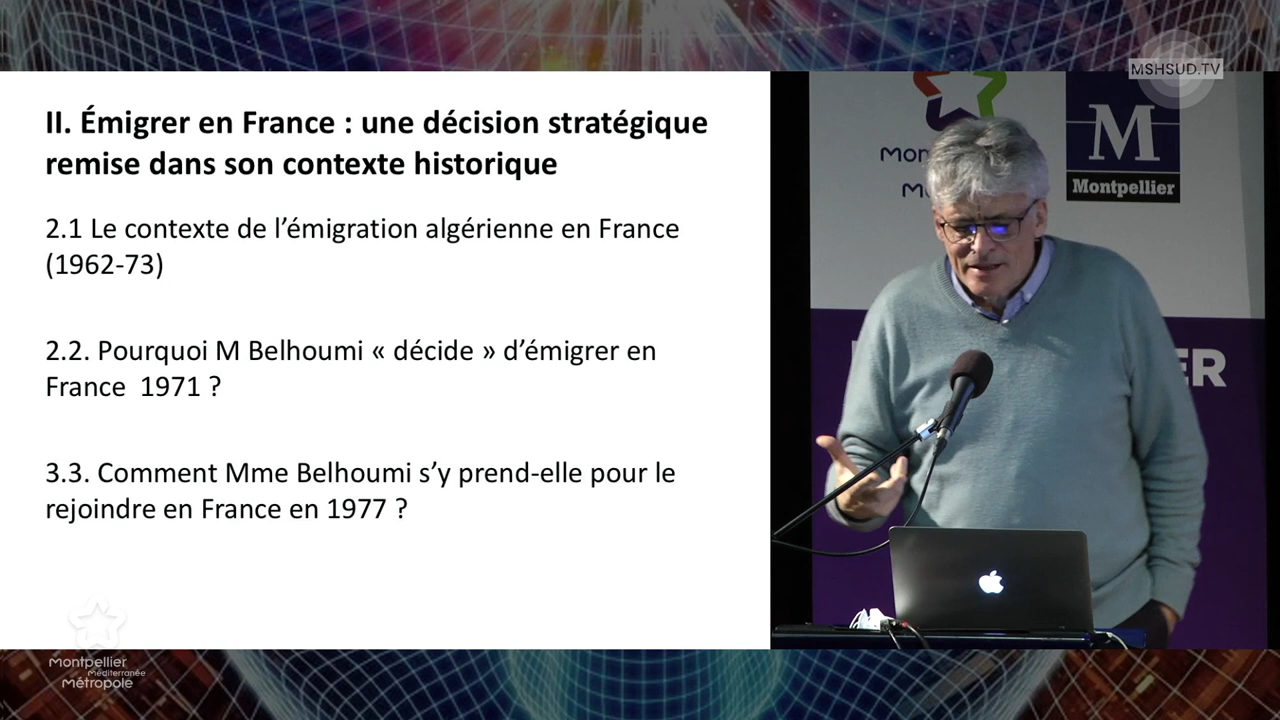 II. Émigrer en France : une décision stratégique
remise dans son contexte historique
2.1 Le contexte de l’émigration algérienne en France
(1962-73)
2.2. Pourquoi M Belhoumi « décide » d’émigrer en
France 1971 ?
3.3. Comment Mme Belhoumi s’y prend-elle pour le
rejoindre en France en 1977 ?
MSHSUD.TV
M
Montpellier
ER
Montpellier
Méditerranée
Métropole